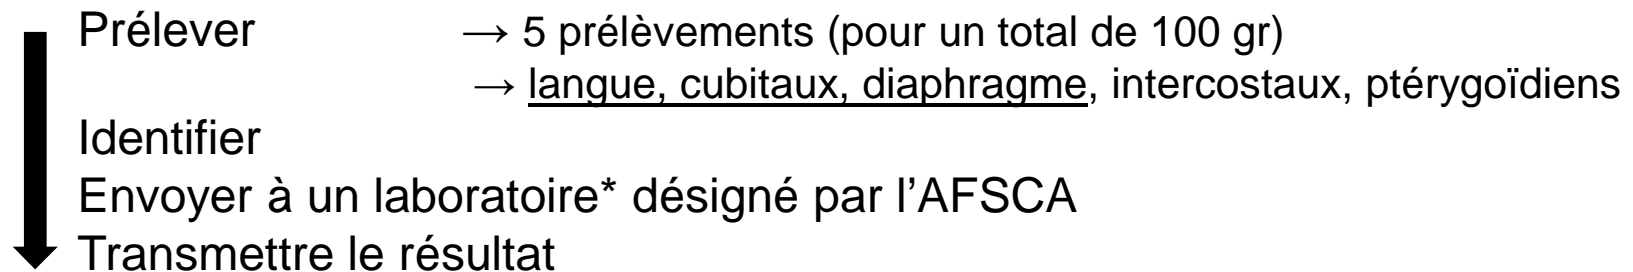 Prélever → 5 prélèvements (pour un total de 100 gr)
→ langue, cubitaux, diaphragme, intercostaux, ptérygoïdiens
Identifier
Envoyer à un laboratoire* désigné par l'AFSCA
Transmettre le résultat